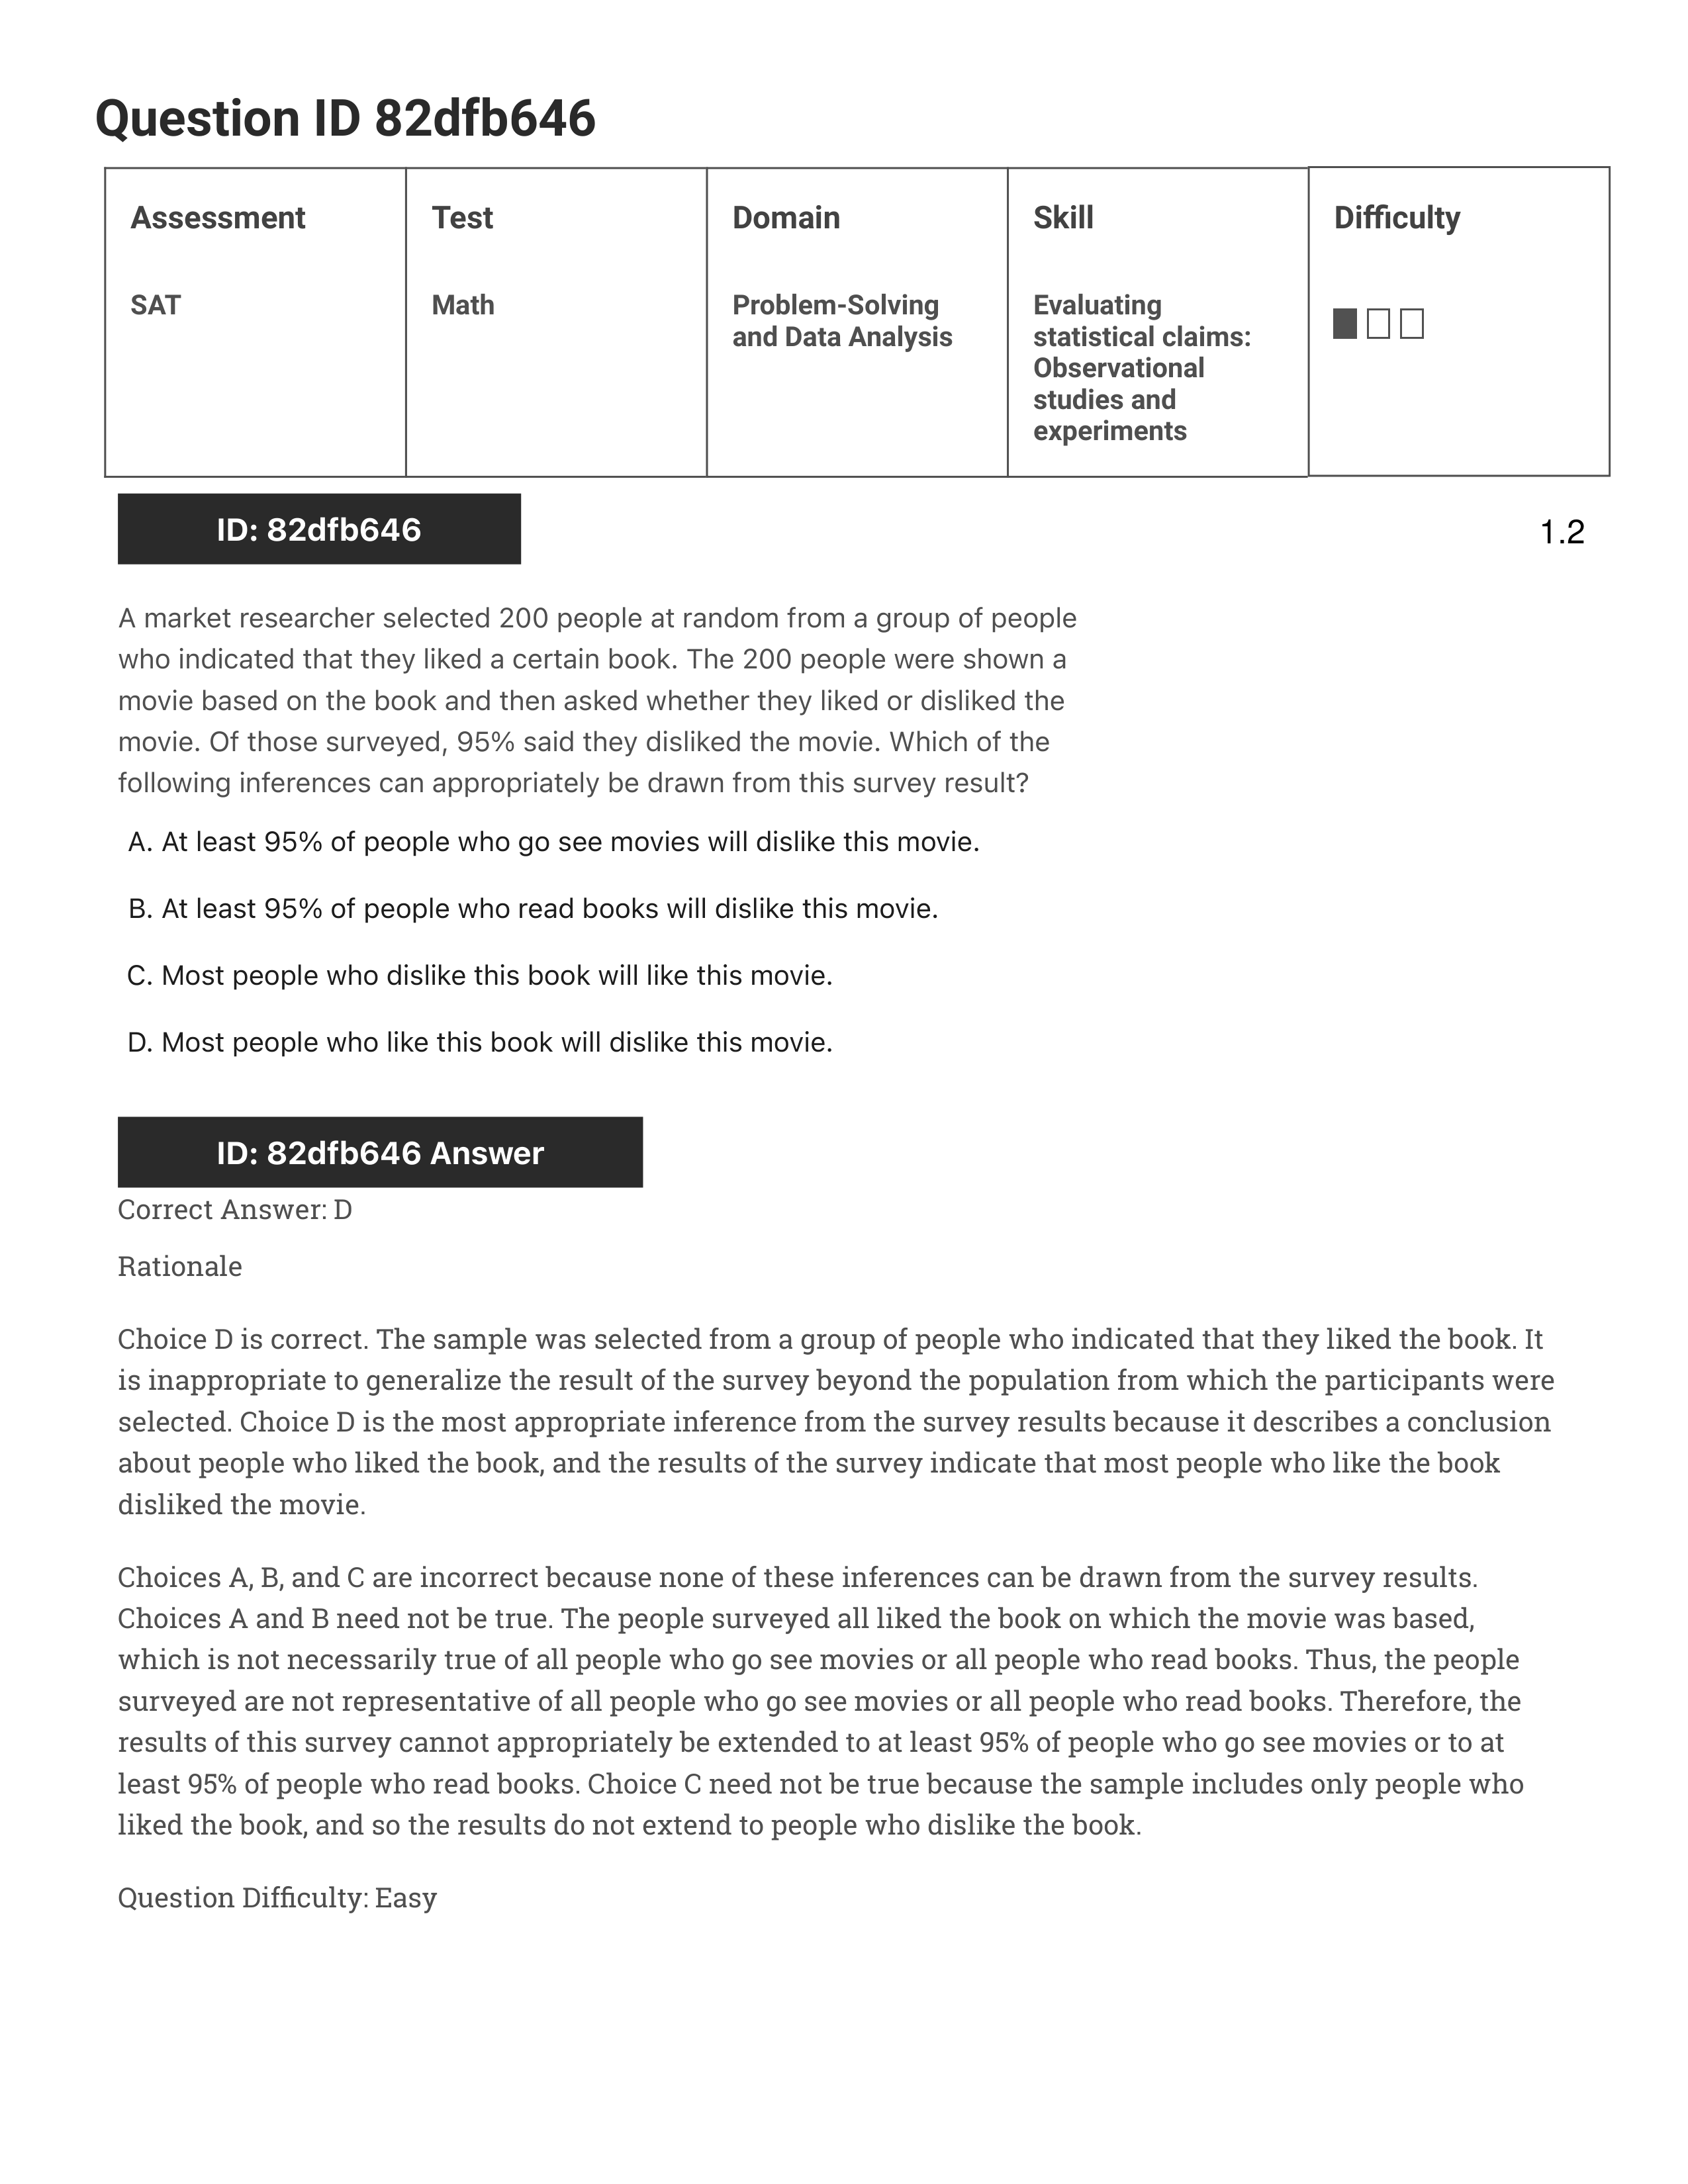 Question ID 82dfb646
Assessment
SAT
Test
Math
Domain
Problem-Solving
and Data Analysis
Skill
Evaluating
statistical claims:
Observational
studies and
experiments
Difficulty
ID: 82dfb646
1.2
A market researcher selected 200 people at random from a group of people
who indicated that they liked a certain book. The 200 people were shown a
movie based on the book and then asked whether they liked or disliked the
movie. Of those surveyed, 95% said they disliked the movie. Which of the
following inferences can appropriately be drawn from this survey result?
A. At least 95% of people who go see movies will dislike this movie.
B. At least 95% of people who read books will dislike this movie.
C. Most people who dislike this book will like this movie.
D. Most people who like this book will dislike this movie.
ID: 82dfb646 Answer
Correct Answer: D
Rationale
Choice D is correct. The sample was selected from a group of people who indicated that they liked the book. It
is inappropriate to generalize the result of the survey beyond the population from which the participants were
selected. Choice D is the most appropriate inference from the survey results because it describes a conclusion
about people who liked the book, and the results of the survey indicate that most people who like the book
disliked the movie.
Choices A, B, and C are incorrect because none of these inferences can be drawn from the survey results.
Choices A and B need not be true. The people surveyed all liked the book on which the movie was based,
which is not necessarily true of all people who go see movies or all people who read books. Thus, the people
surveyed are not representative of all people who go see movies or all people who read books. Therefore, the
results of this survey cannot appropriately be extended to at least 95% of people who go see movies or to at
least 95% of people who read books. Choice C need not be true because the sample includes only people who
liked the book, and so the results do not extend to people who dislike the book.
Question Difficulty: Easy